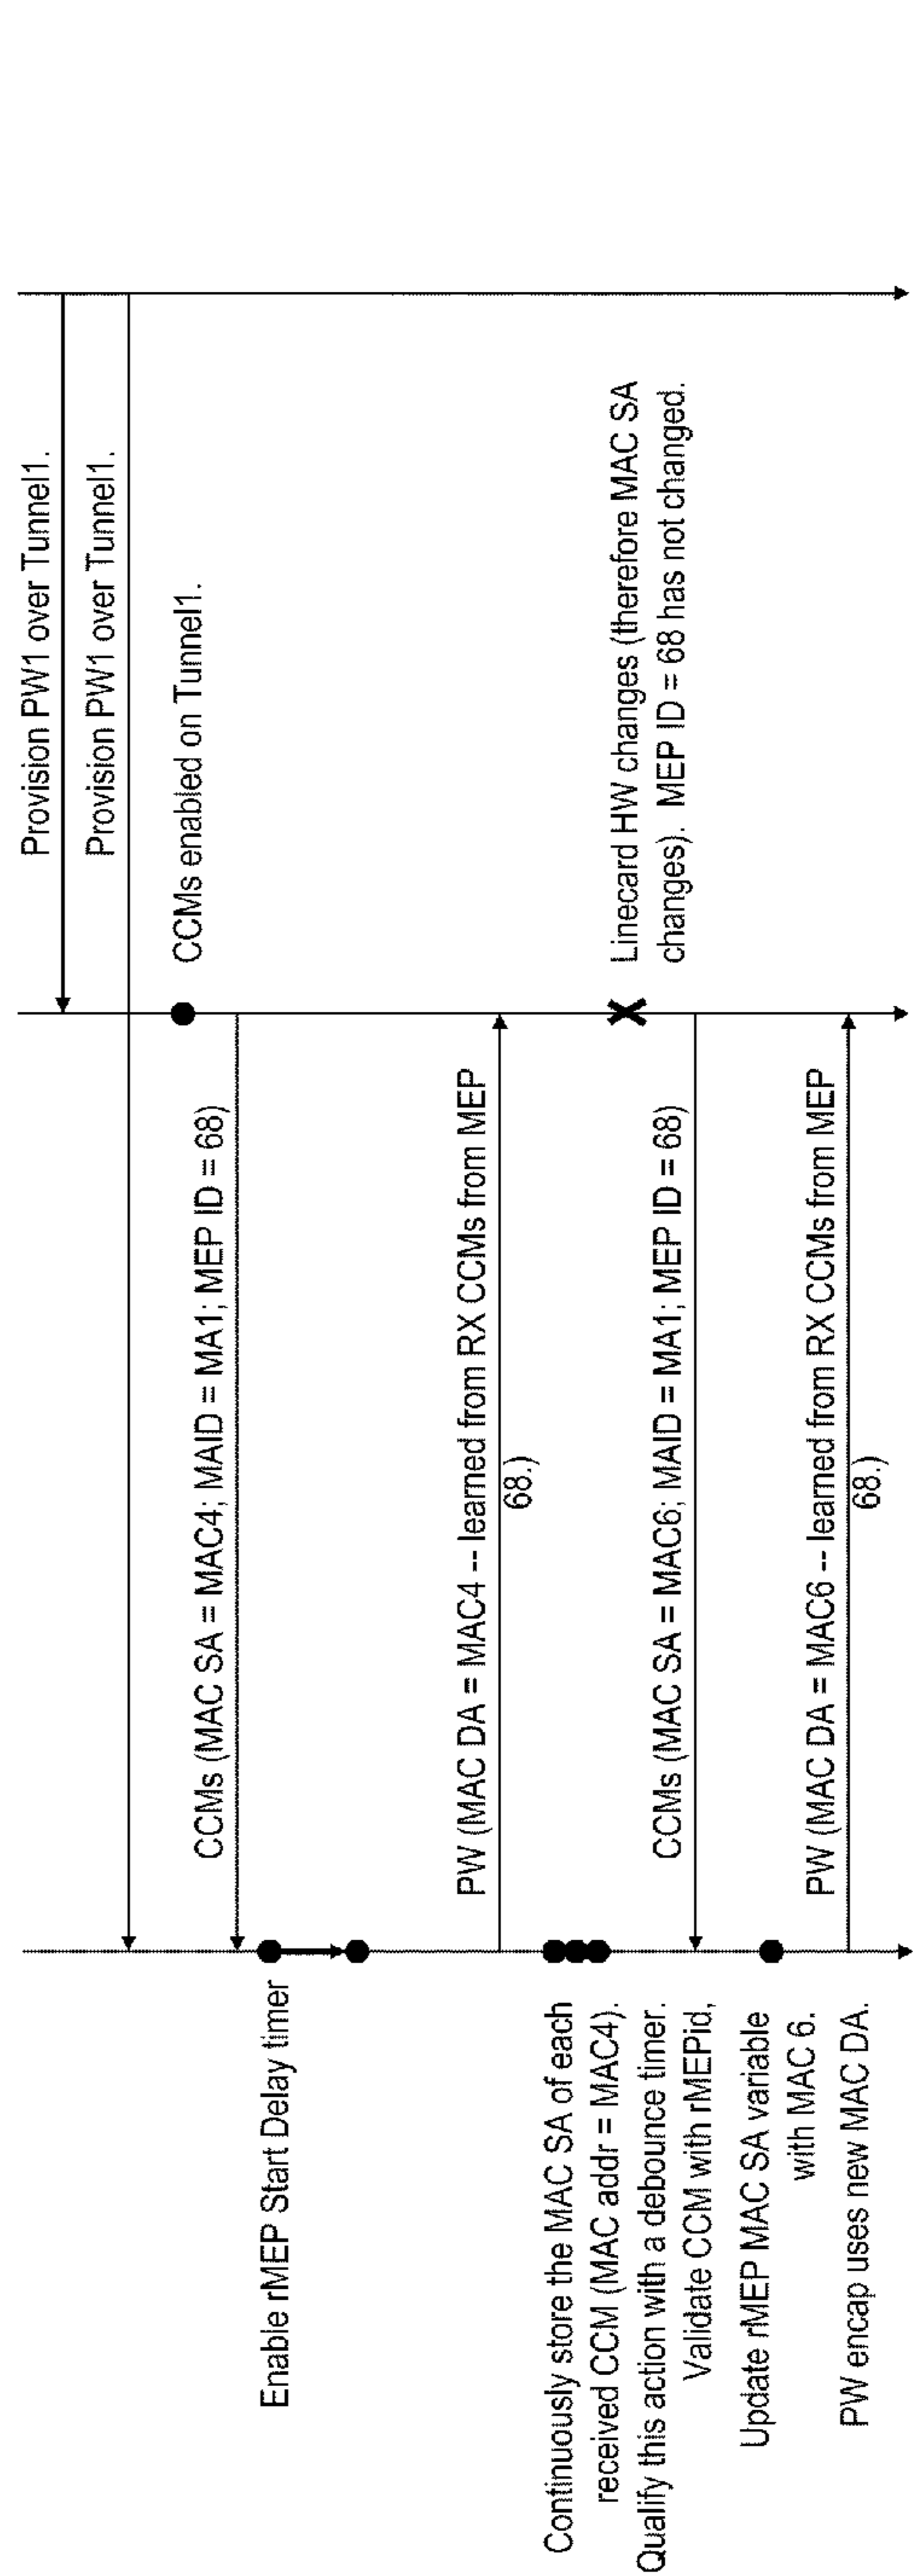 Provision PW1 over Tunnel1.
Provision PW1 over Tunnel1.
CCMs enabled on Tunnel1.
CCMs (MAC SA = MAC4; MAID = MA1; MEP ID = 68)
Enable rMEP Start Delay timer
PW (MAC DA = MAC4 -- learned from RX CCMs from MEP
68.)
Continuously store the MAC SA of each
received CCM (MAC addr = MAC4).
Qualify this action with a debounce timer.
Linecard HW changes (therefore MAC SA
changes). MEP ID = 68 has not changed.
CCMs (MAC SA = MAC6; MAID = MA1; MEP ID = 68)
Validate CCM with rMEPid,
Update rMEP MAC SA variable
with MAC 6.
PW (MAC DA = MAC6 -- learned from RX CCMs from MEP
68.)
PW encap uses new MAC DA.